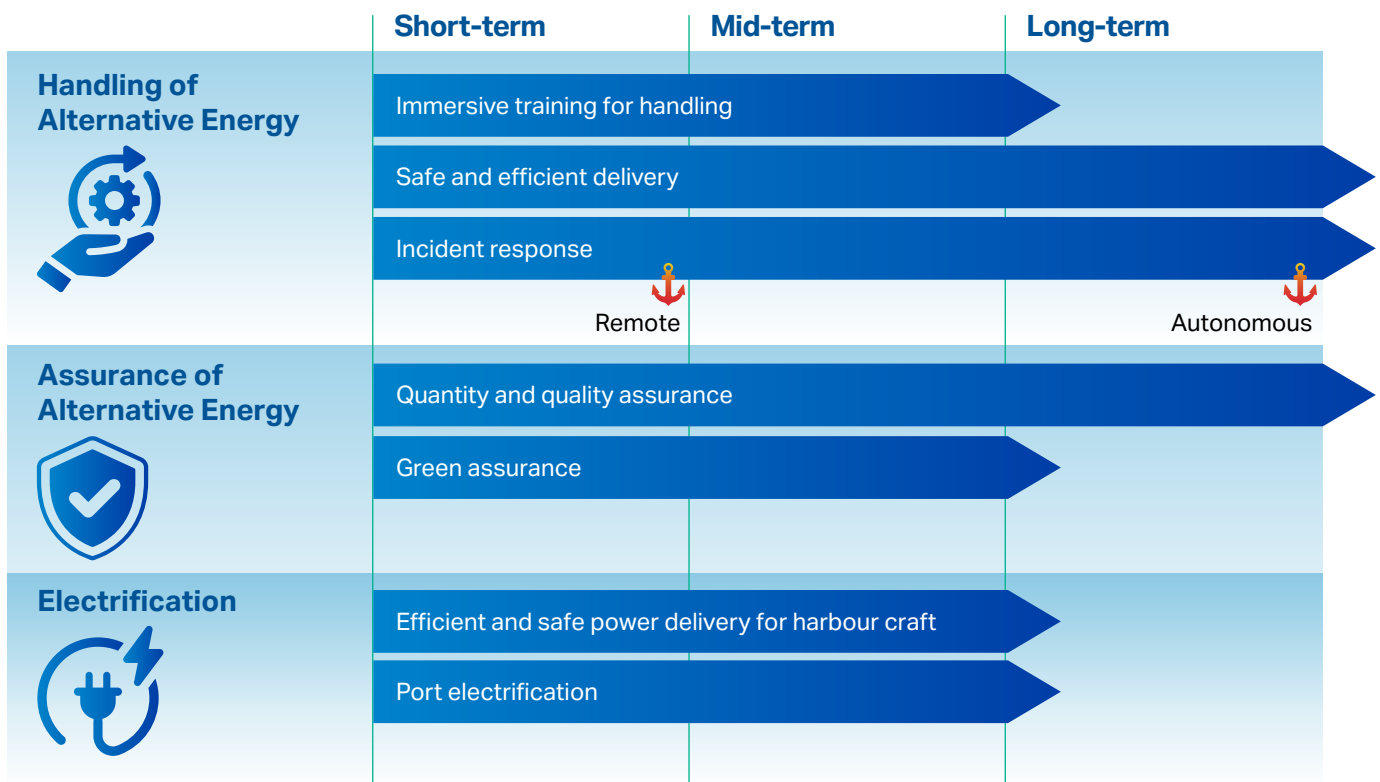 Short-term
Mid-term
Long-term
Handling of
Alternative Energy
Immersive training for handling
Safe and efficient delivery
Incident response
Remote
Autonomous
Assurance of
Alternative Energy
Quantity and quality assurance
Green assurance
Electrification
Efficient and safe power delivery for harbour craft
Port electrification